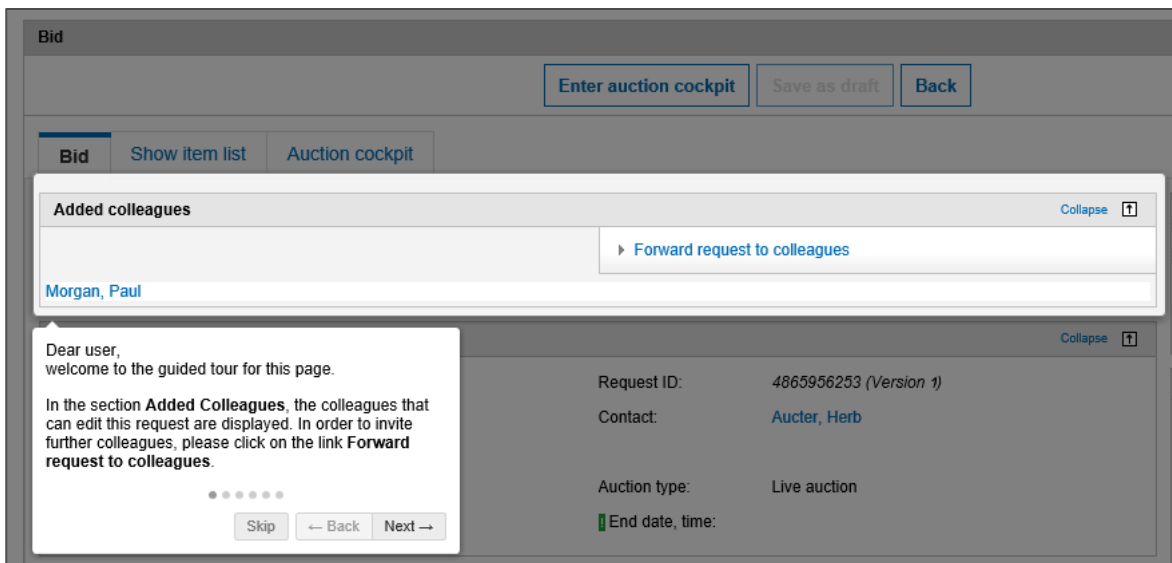 Bid
Enter auction cockpit
Save as draft
Back
Bid
Show item list
Auction cockpit
Added colleagues
Collapse
Forward request to colleagues
Morgan, Paul
Collapse
Dear user,
welcome to the guided tour for this page.
In the section Added Colleagues, the colleagues that
can edit this request are displayed. In order to invite
further colleagues, please click on the link Forward
request to colleagues.
Skip
← Back
Next →
Request ID:
4865956253 (Version 1)
Contact:
Aucter, Herb
Auction type:
Live auction
End date, time: